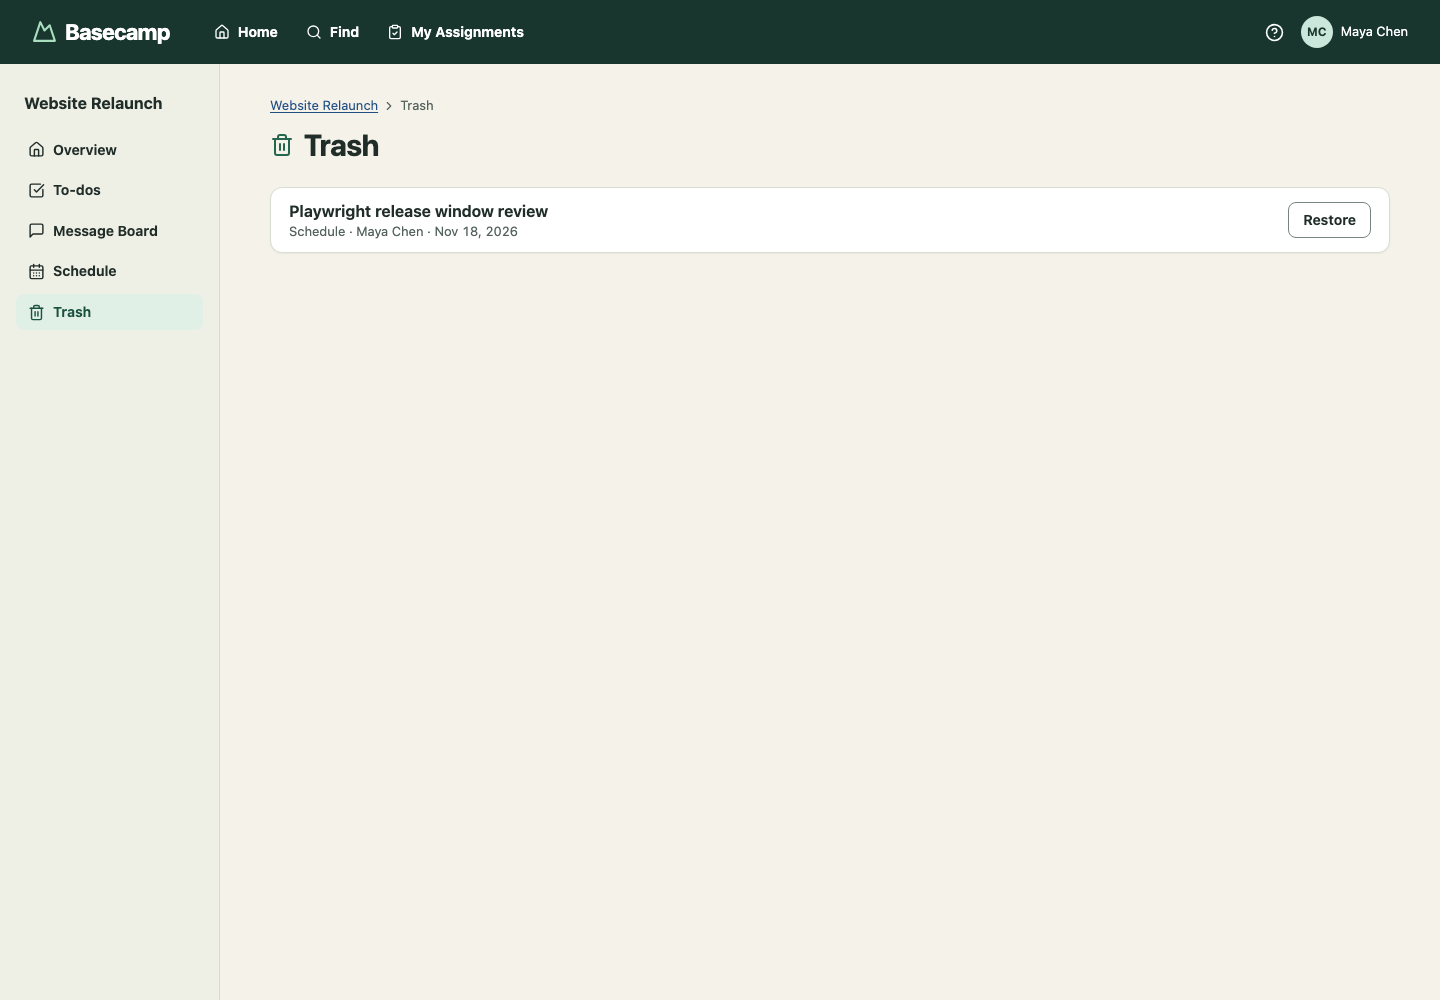 Basecamp
Home
Find
My Assignments
MC
Maya Chen
Website Relaunch
Overview
To-dos
Message Board
Schedule
Trash
Website Relaunch > Trash
Trash
Playwright release window review
Schedule · Maya Chen · Nov 18, 2026
Restore